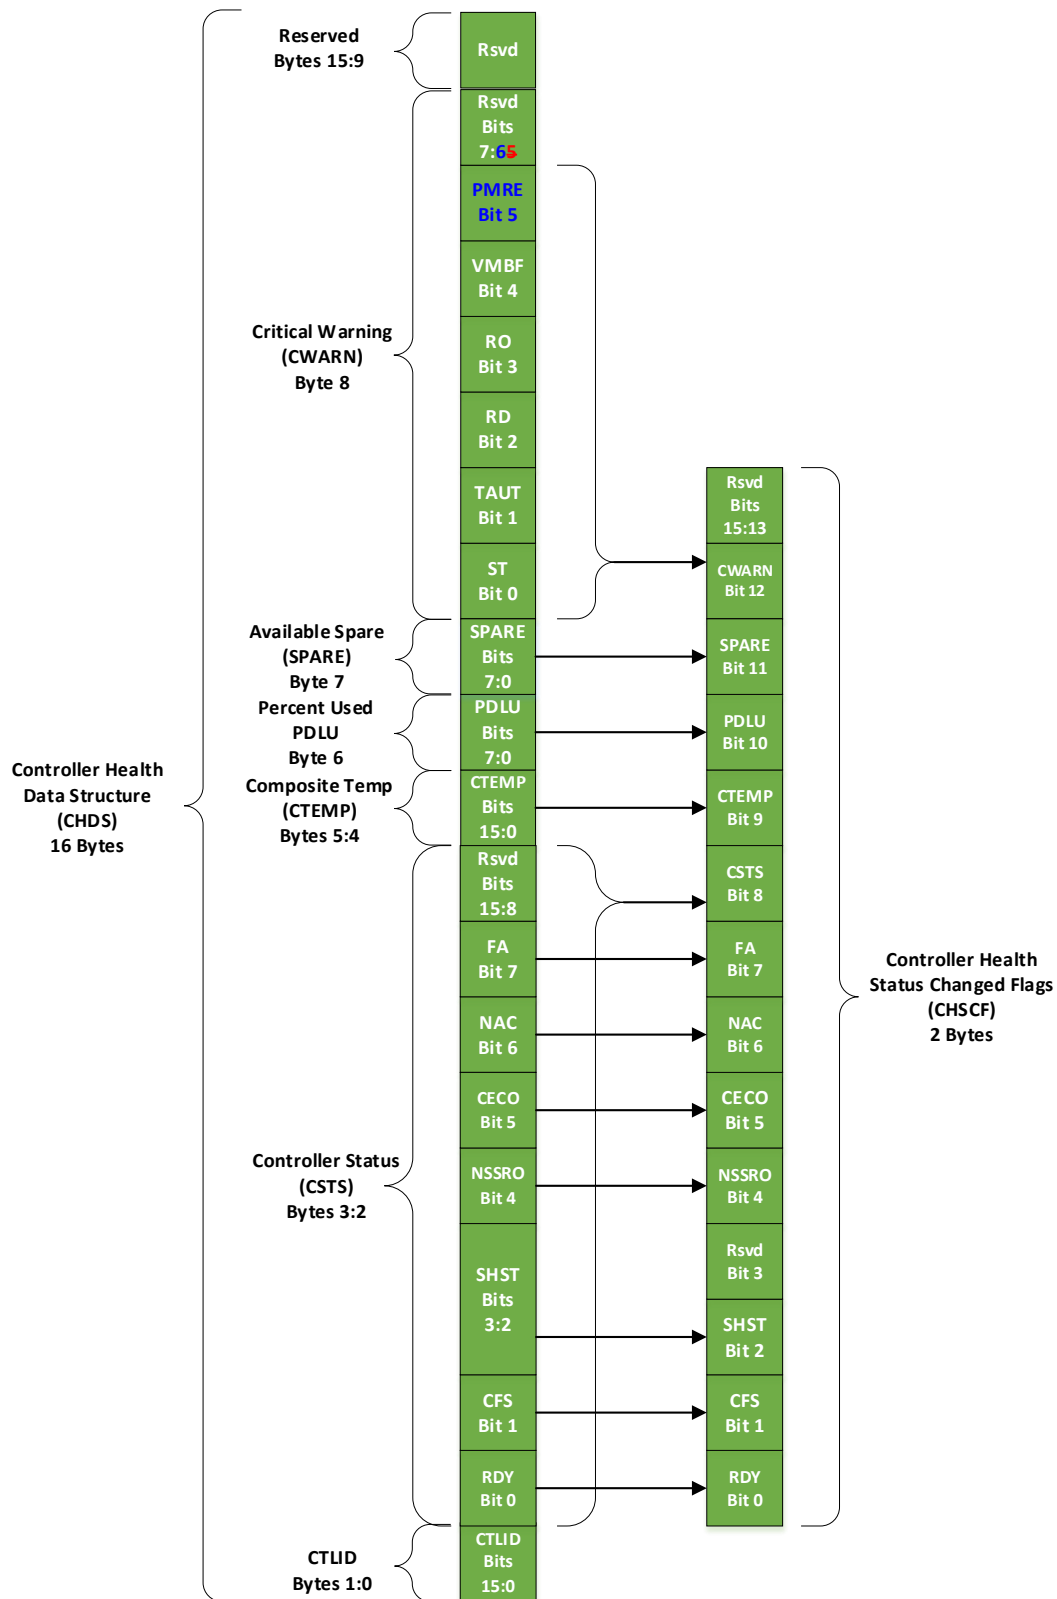 Reserved
Bytes 15:9
Rsvd
Rsvd
Bits
7:65
PMRE
Bit 5
VMBF
Bit 4
Critical Warning
(CWARN)
Byte 8
RO
Bit 3
RD
Bit 2
TAUT
Bit 1
ST
Bit 0
Available Spare
(SPARE)
Byte 7
SPARE
Bits
7:0
Percent Used
PDLU
Byte 6
PDLU
Bits
7:0
Composite Temp
(CTEMP)
Bytes 5:4
CTEMP
Bits
15:0
Controller Health
Data Structure
(CHDS)
16 Bytes
Rsvd
Bits
15:8
FA
Bit 7
NAC
Bit 6
CECO
Bit 5
Controller Status
(CSTS)
Bytes 3:2
NSSRO
Bit 4
SHST
Bits
3:2
CFS
Bit 1
RDY
Bit 0
CTLID
Bytes 1:0
CTLID
Bits
15:0
Rsvd
Bits
15:13
CWARN
Bit 12
SPARE
Bit 11
PDLU
Bit 10
CTEMP
Bit 9
CSTS
Bit 8
FA
Bit 7
NAC
Bit 6
CECO
Bit 5
NSSRO
Bit 4
Rsvd
Bit 3
SHST
Bit 2
CFS
Bit 1
RDY
Bit 0
Controller Health
Status Changed Flags
(CHSCF)
2 Bytes